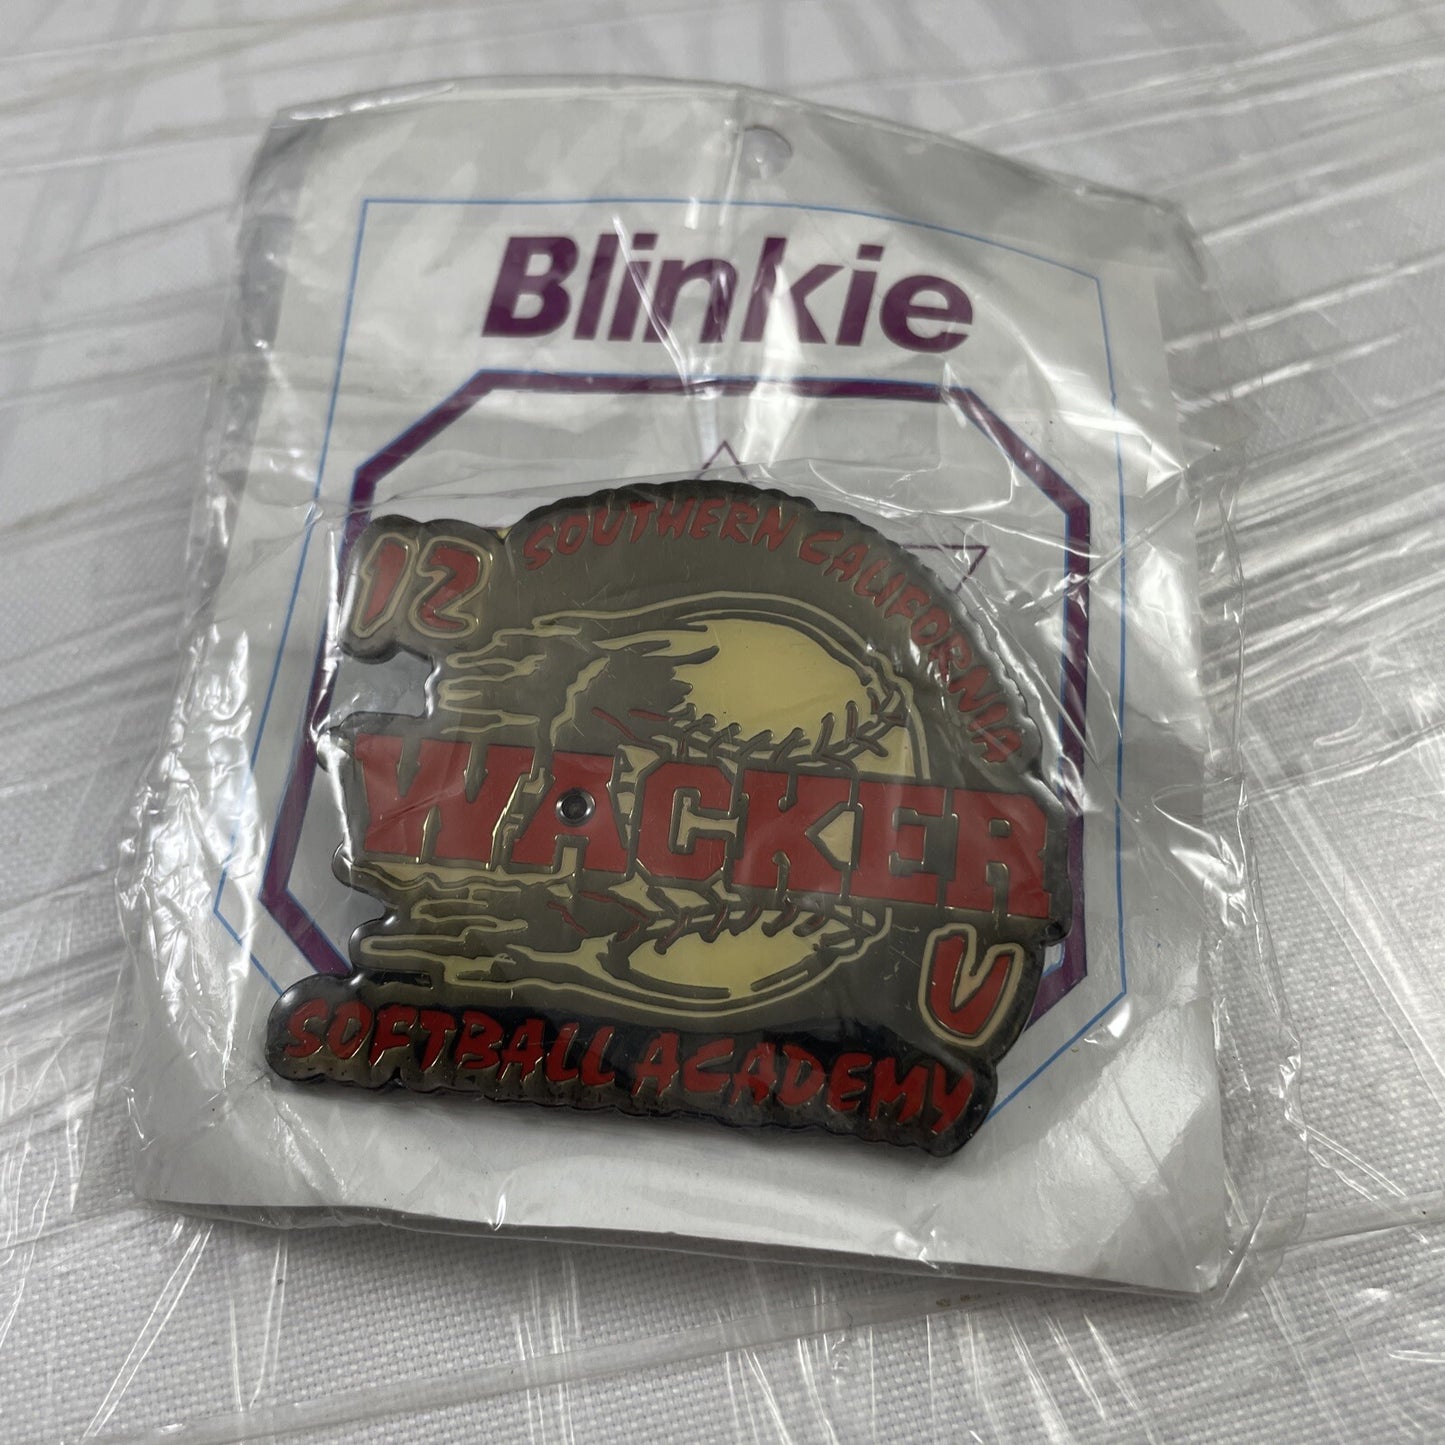 Blinkie
12
SOUTHERN CALIFORNIA
WACKER
U
SOFTBALL ACADEMY